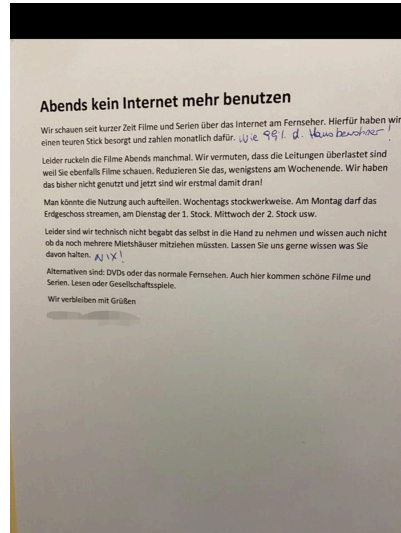 Abends kein Internet mehr benutzen
Wir schauen seit kurzer Zeit Filme und Serien über das Internet am Fernseher. Hierfür haben wir
einen teuren Stick besorgt und zahlen monatlich dafür. Wie 99% d. Hausbewohner!
Leider ruckeln die Filme Abends manchmal. Wir vermuten, dass die Leitungen überlastet sind
weil Sie ebenfalls Filme schauen. Reduzieren Sie das, wenigstens am Wochenende. Wir haben
das bisher nicht genutzt und jetzt sind wir erstmal damit dran!
Man könnte die Nutzung auch aufteilen. Wochentags stockwerkweise. Am Montag darf das
Erdgeschoss streamen, am Dienstag der 1. Stock. Mittwoch der 2. Stock usw.
Leider sind wir technisch nicht begabt das selbst in die Hand zu nehmen und wissen auch nicht
ob da noch mehrere Mietshäuser mitziehen müssten. Lassen Sie uns gerne wissen was Sie
davon halten. NIX!
Alternativen sind: DVDs oder das normale Fernsehen. Auch hier kommen schöne Filme und
Serien. Lesen oder Gesellschaftsspiele.
Wir verbleiben mit Grüßen